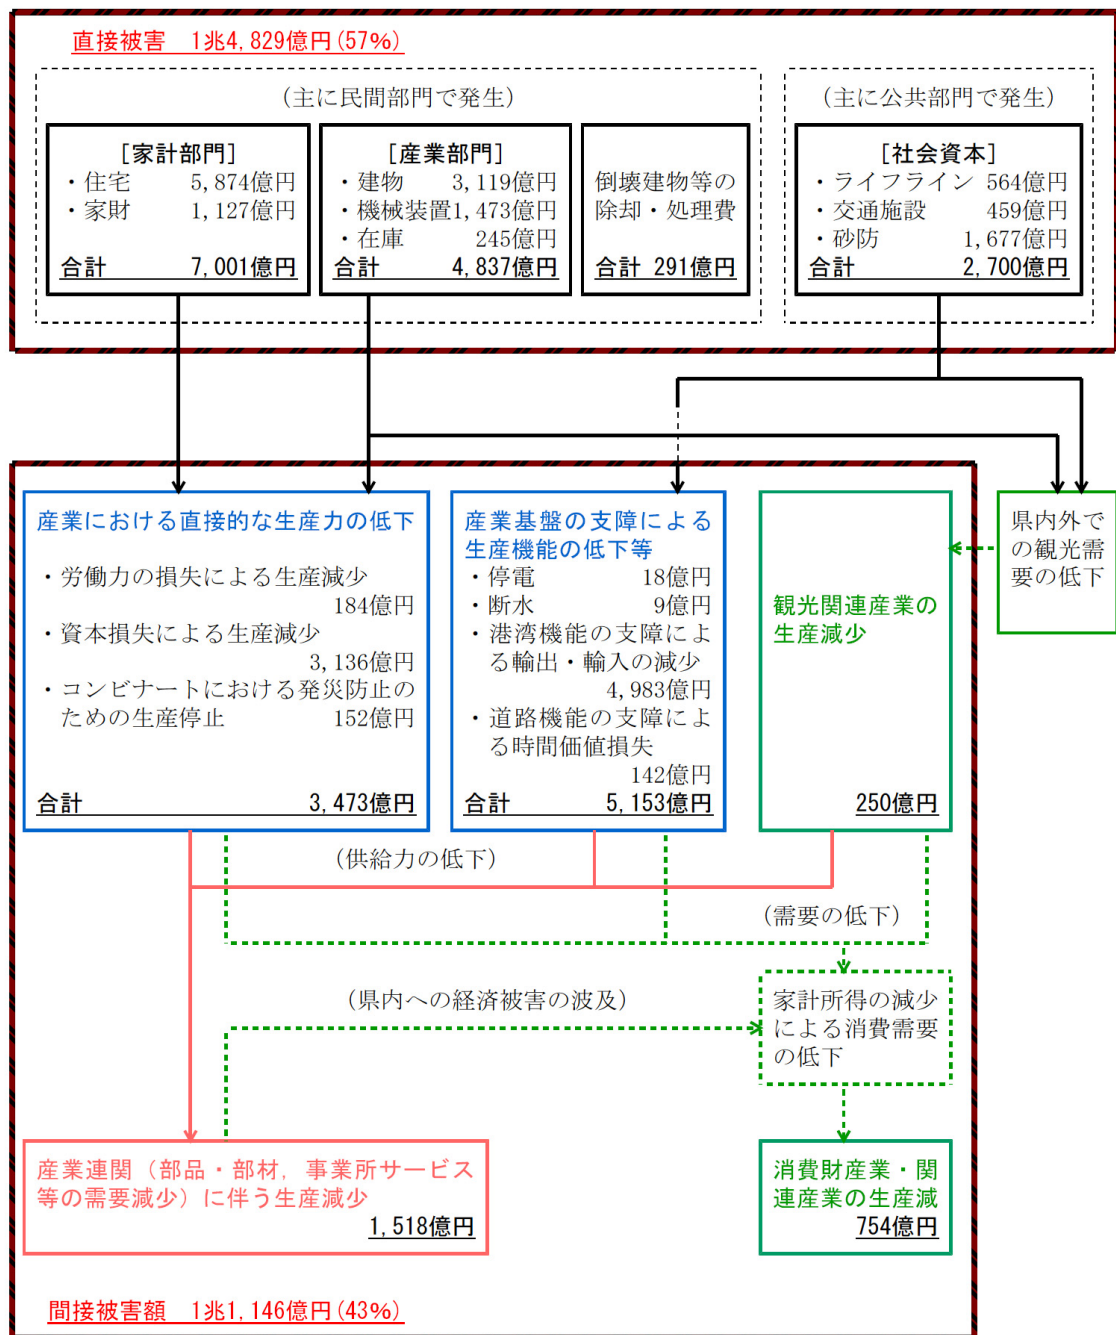 直接被害 1兆4,829億円(57%)
(主に民間部門で発生)
[家計部門]
・住宅 5,874億円
・家財 1,127億円
合計 7,001億円
[産業部門]
・建物 3,119億円
・機械装置1,473億円
・在庫 245億円
合計 4,837億円
倒壊建物等の
除却・処理費
合計 291億円
(主に公共部門で発生)
[社会資本]
・ライフライン 564億円
・交通施設 459億円
・砂防 1,677億円
合計 2,700億円
産業における直接的な生産力の低下
・労働力の損失による生産減少
184億円
・資本損失による生産減少
3,136億円
・コンビナートにおける発災防止の
ための生産停止 152億円
合計 3,473億円
産業基盤の支障による
生産機能の低下等
・停電 18億円
・断水 9億円
・港湾機能の支障によ
る輸出・輸入の減少
4,983億円
・道路機能の支障によ
る時間価値損失
142億円
合計 5,153億円
観光関連産業の
生産減少
250億円
県内外で
の観光需
要の低下
(供給力の低下)
(需要の低下)
(県内への経済被害の波及)
家計所得の減少
による消費需要
の低下
産業連関(部品・部材,事業所サービス
等の需要減少)に伴う生産減少
1,518億円
消費財産業・関
連産業の生産減
754億円
間接被害額 1兆1,146億円(43%)